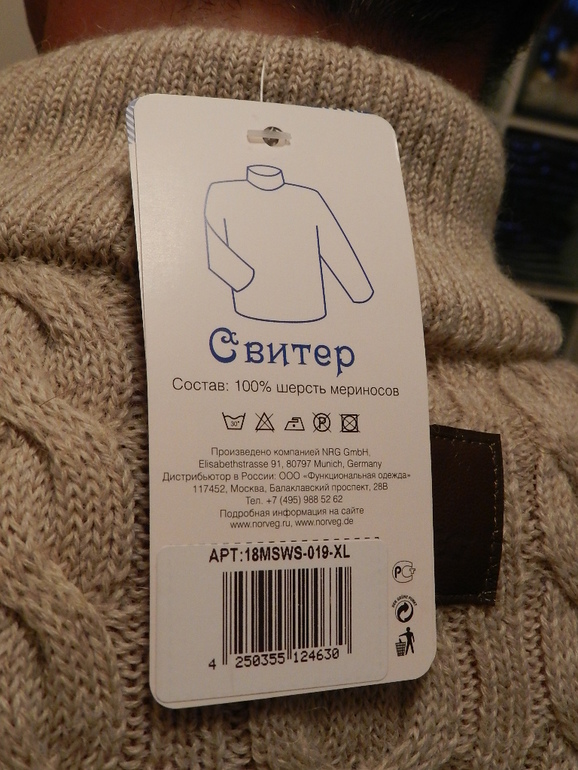 Свитер
Состав: 100% шерсть мериносов
30°
P
Произведено компанией NRG GmbH,
Elisabethstrasse 91, 80797 Munich, Germany
Дистрибьютор в России: ООО «Функциональная одежда»
117452, Москва, Балаклавский проспект, 28В
Тел. +7 (495) 988 52 62
Подробная информация на сайте
www.norveg.ru, www.norveg.de
АРТ:18MSWS-019-XL
4 250355 124630